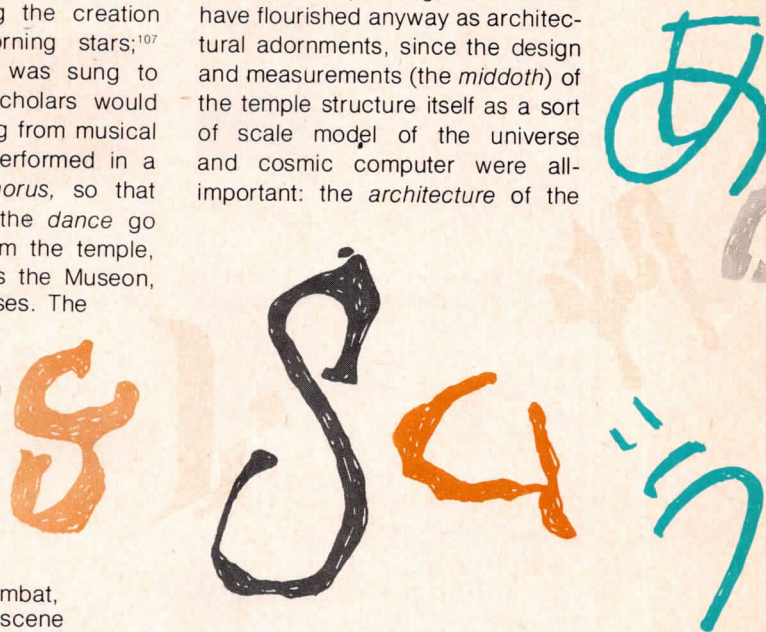 g the creation
rning stars;¹⁰⁷
was sung to
cholars would
g from musical
erformed in a
orus, so that
the dance go
m the temple,
s the Museon,
ses. The
mbat,
scene
have flourished anyway as architec-
tural adornments, since the design
and measurements (the middoth) of
the temple structure itself as a sort
of scale model of the universe
and cosmic computer were all-
important: the architecture of the